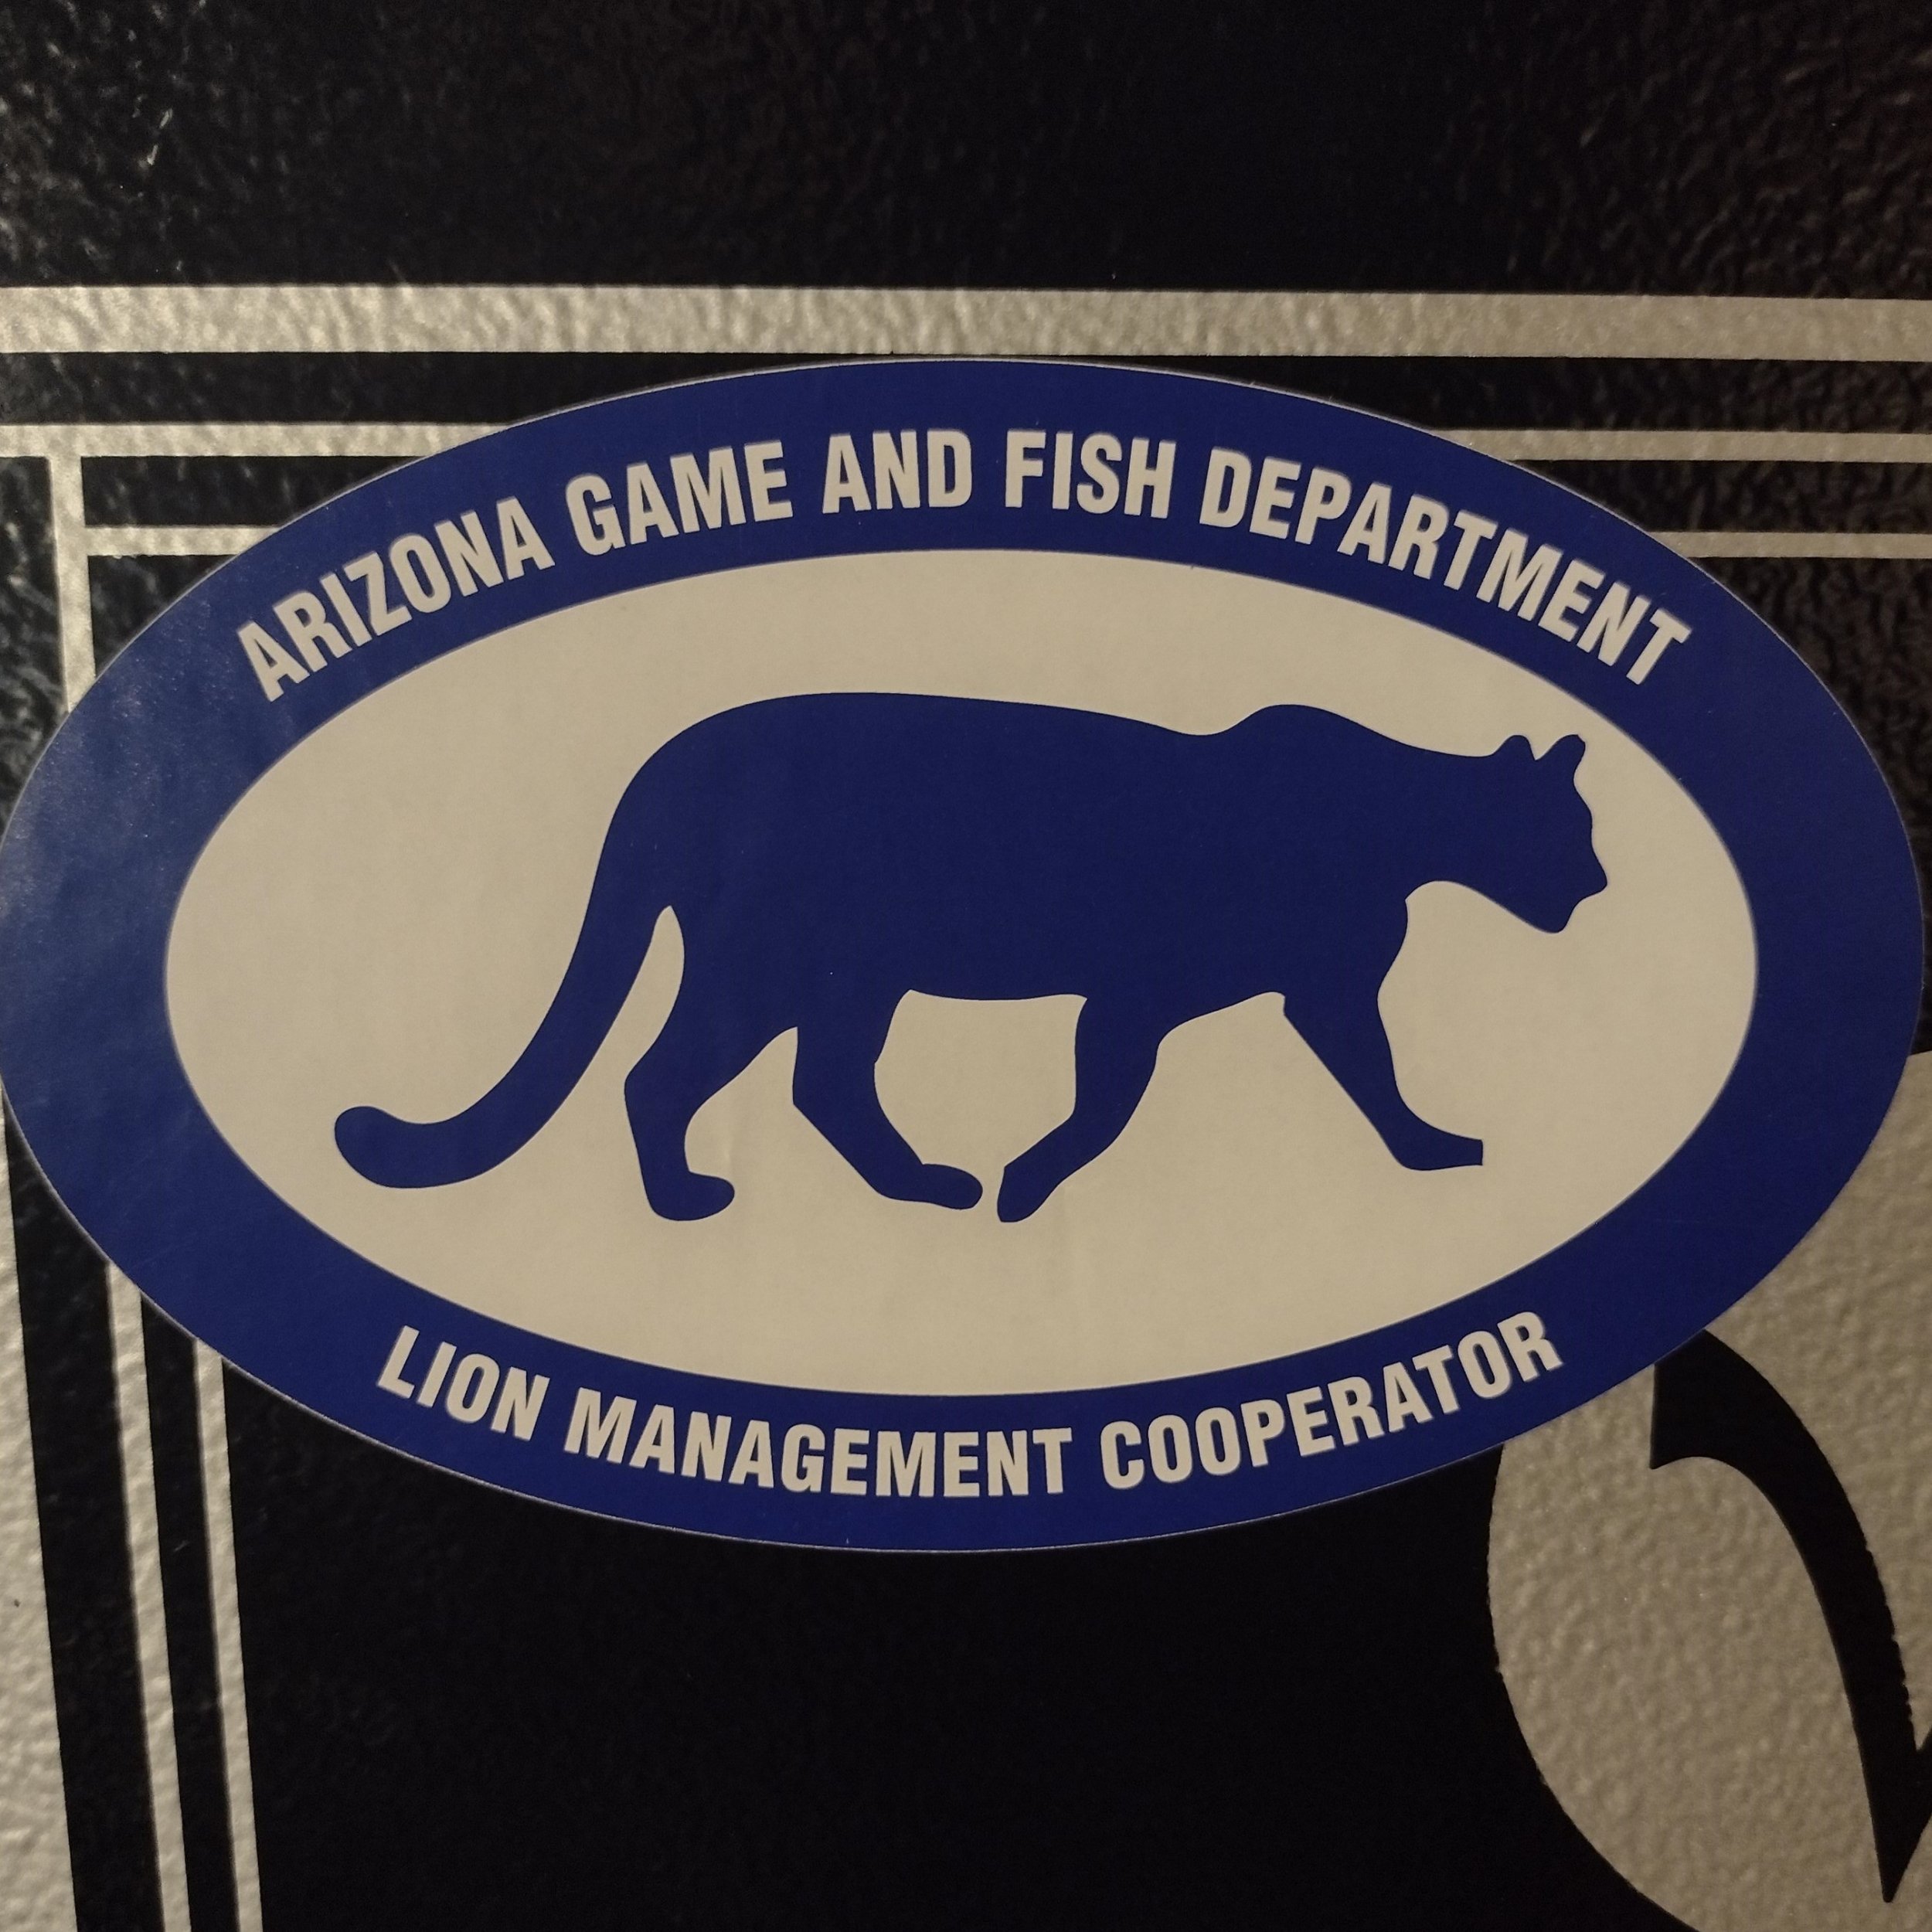 ARIZONA GAME AND FISH DEPARTMENT
LION MANAGEMENT COOPERATOR